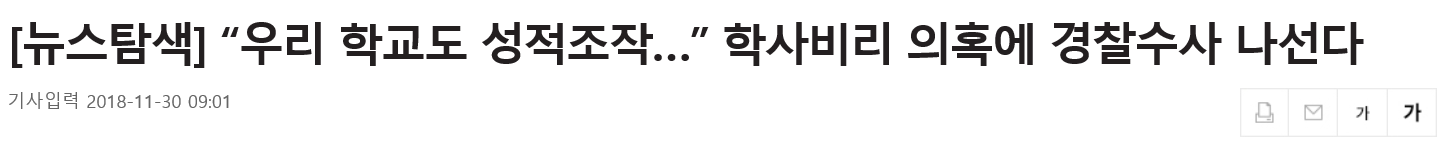 [뉴스탐색] “우리 학교도 성적조작…” 학사비리 의혹에 경찰수사 나선다
기사입력 2018-11-30 09:01
가 가